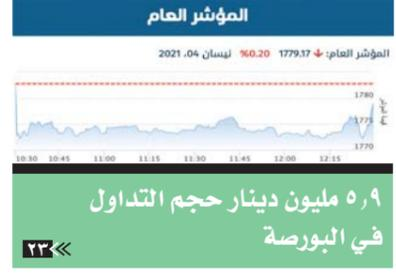 المؤشر العام
المؤشر العام: 1779.17 %0.20 نيسان 04، 2021
1780
1775
1770
10:30 10:45 11:00 11:15 11:30 11:45 12:00 12:15
٥٫٩ مليون دينار حجم التداول
في البورصة
٢٣